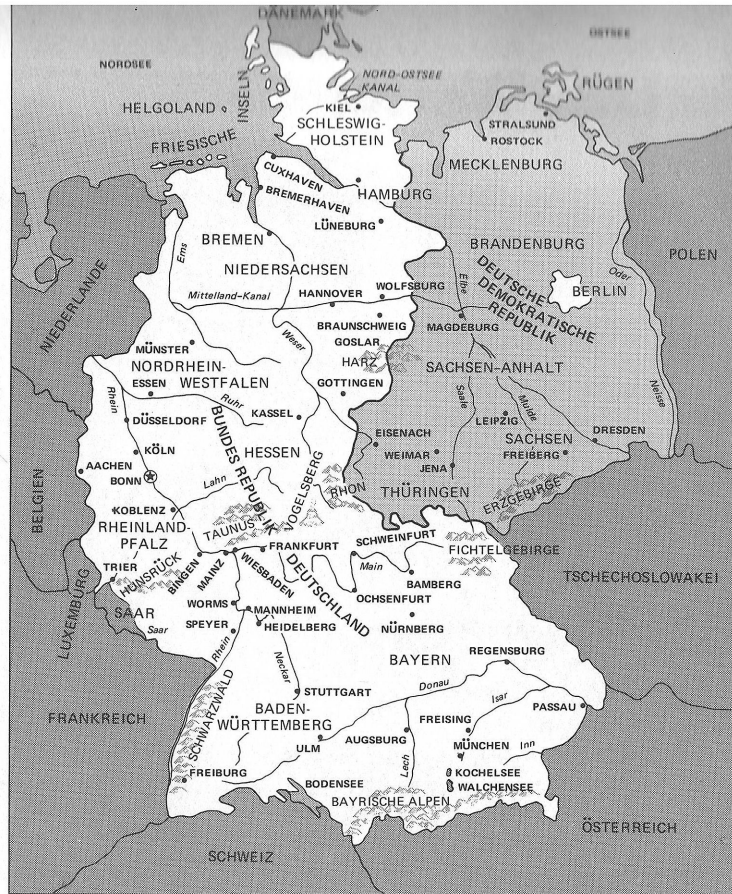 DÄNEMARK
OSTSEE
NORDSEE
NORD-OSTSEE
KANAL
RÜGEN
INSELN
HELGOLAND
KIEL
SCHLESWIG-
HOLSTEIN
STRALSUND
ROSTOCK
FRIESISCHE
MECKLENBURG
CUXHAVEN
BREMERHAVEN
HAMBURG
LÜNEBURG
BREMEN
BRANDENBURG
POLEN
Ems
NIEDERSACHSEN
Elbe
DEUTSCHE
DEMOKRATISCHE
REPUBLIK
Oder
BERLIN
NIEDERLANDE
Mittelland-Kanal
HANNOVER
WOLFSBURG
Weser
BRAUNSCHWEIG
MAGDEBURG
GOSLAR
MÜNSTER
HARZ
NORDRHEIN-
WESTFALEN
SACHSEN-ANHALT
ESSEN
GOTTINGEN
Rhein
Ruhr
Saale
Mulde
Neisse
DÜSSELDORF
KASSEL
LEIPZIG
BUNDES REPUBLIK
DEUTSCHLAND
EISENACH
SACHSEN
DRESDEN
KÖLN
HESSEN
WEIMAR
FREIBERG
AACHEN
JENA
BONN
Lahn
VOGELSBERG
RHON
THÜRINGEN
ERZGEBIRGE
BELGIEN
KOBLENZ
RHEINLAND-
PFALZ
TAUNUS
FRANKFURT
SCHWEINFURT
FICHTELGEBIRGE
TRIER
HUNSRÜCK
BINGEN
MAINZ
WIESBADEN
Main
BAMBERG
TSCHECHOSLOWAKEI
LUXEMBURG
SAAR
OCHSENFURT
WORMS
MANNHEIM
Saar
SPEYER
HEIDELBERG
NÜRNBERG
Rhein
Neckar
BAYERN
REGENSBURG
STUTTGART
Donau
FRANKREICH
SCHWARZWALD
BADEN-
WÜRTTEMBERG
Isar
PASSAU
FREISING
ULM
AUGSBURG
MÜNCHEN
Inn
Lech
FREIBURG
KOCHELSEE
BODENSEE
WALCHENSEE
BAYRISCHE ALPEN
ÖSTERREICH
SCHWEIZ